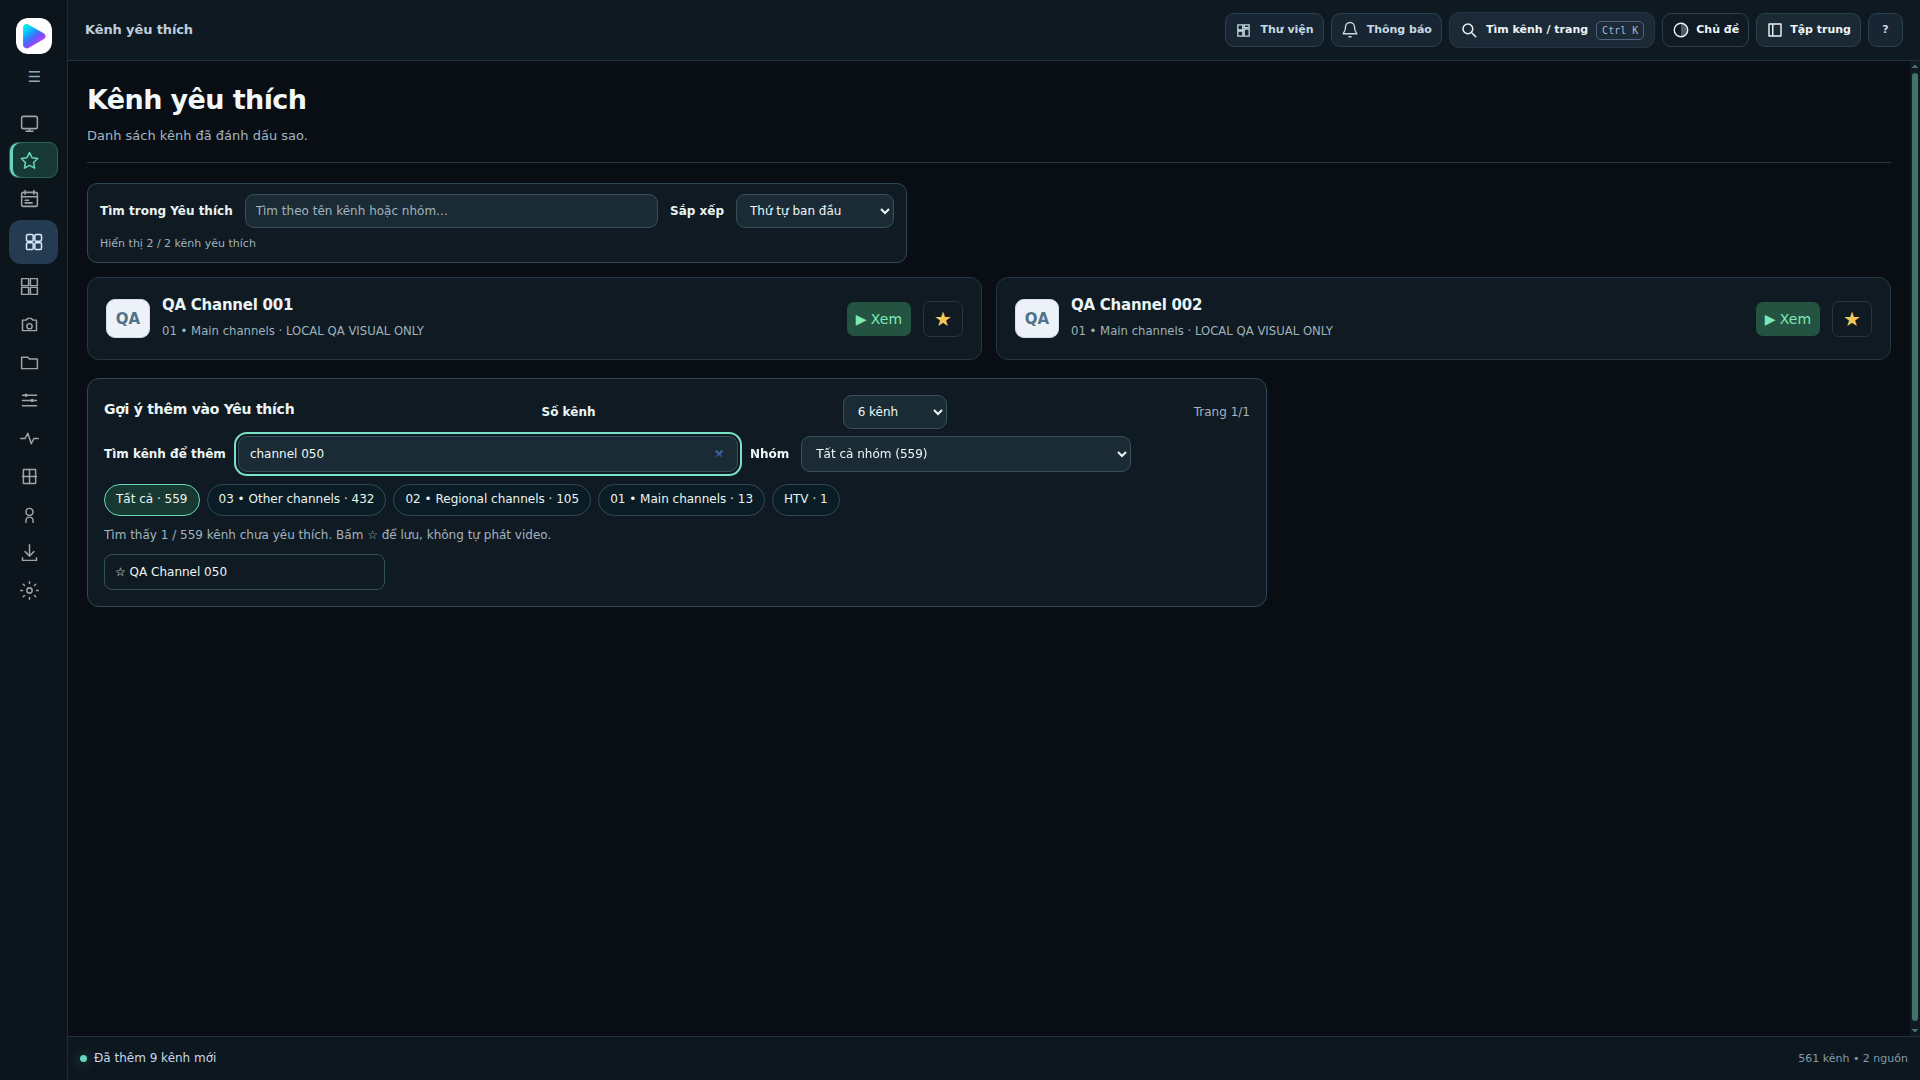 Kênh yêu thích
Thư viện
Thông báo
Tìm kênh / trang Ctrl K
Chủ đề
Tập trung
?
Kênh yêu thích
Danh sách kênh đã đánh dấu sao.
Tìm trong Yêu thích Tìm theo tên kênh hoặc nhóm... Sắp xếp Thứ tự ban đầu
Hiển thị 2 / 2 kênh yêu thích
QA
QA Channel 001
01 • Main channels · LOCAL QA VISUAL ONLY
▶ Xem ★
QA
QA Channel 002
01 • Main channels · LOCAL QA VISUAL ONLY
▶ Xem ★
Gợi ý thêm vào Yêu thích Số kênh 6 kênh Trang 1/1
Tìm kênh để thêm channel 050 Nhóm Tất cả nhóm (559)
Tất cả · 559 03 • Other channels · 432 02 • Regional channels · 105 01 • Main channels · 13 HTV · 1
Tìm thấy 1 / 559 kênh chưa yêu thích. Bấm ☆ để lưu, không tự phát video.
☆ QA Channel 050
Đã thêm 9 kênh mới
561 kênh • 2 nguồn